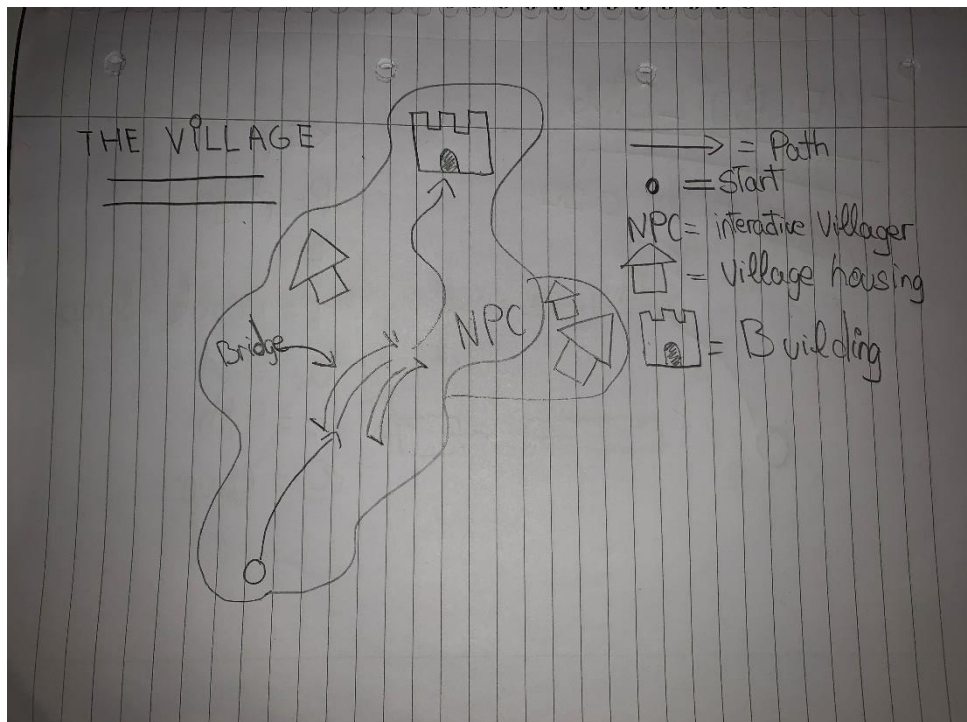 THE VILLAGE
Bridge
NPC
= Path
= Start
NPC= interactive Villager
= Village housing
= Building